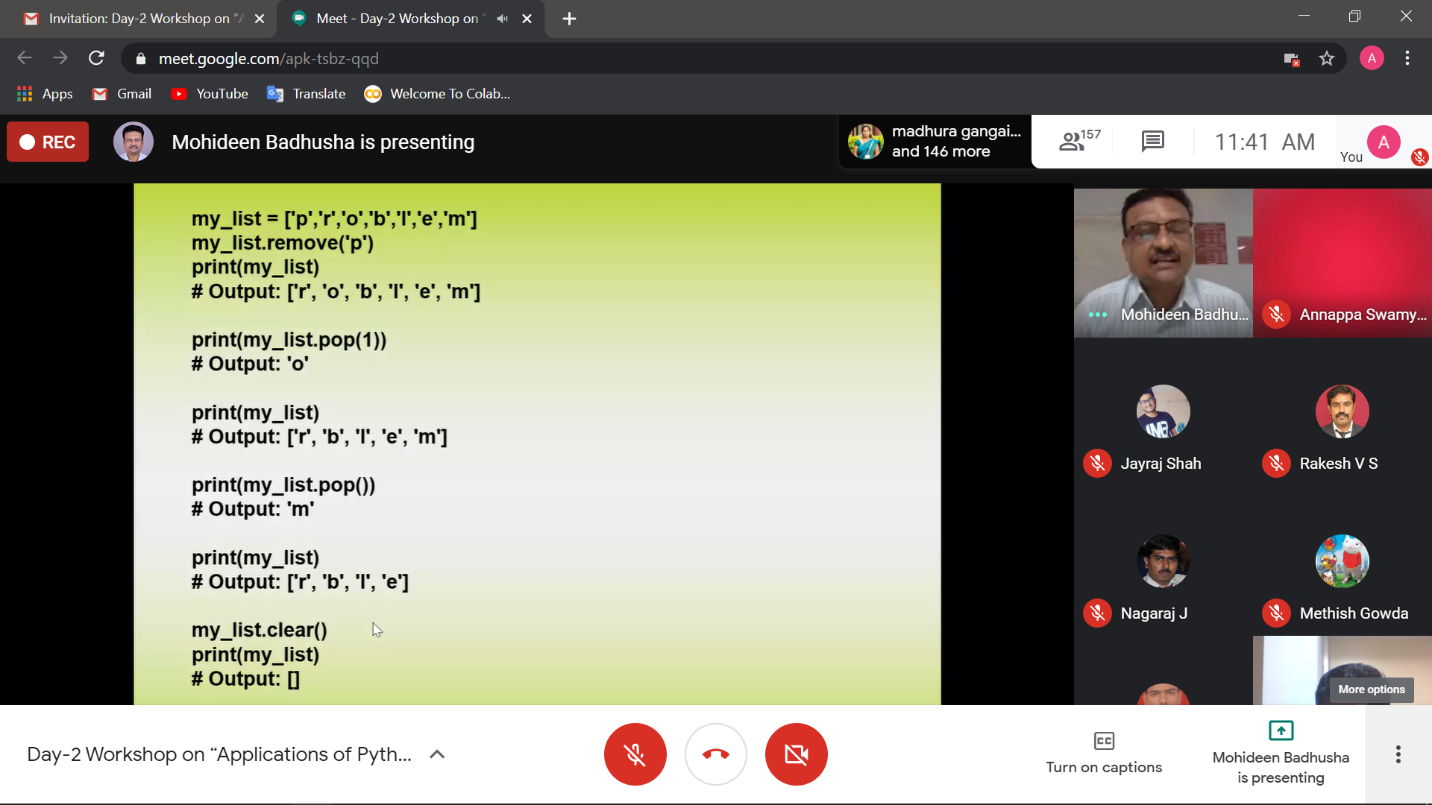 Invitation: Day-2 Workshop on “A
Meet - Day-2 Workshop on “
meet.google.com/apk-tsbz-qqd
A
Apps
Gmail
YouTube
Translate
Welcome To Colab...
REC
Mohideen Badhusha is presenting
madhura gangai...
and 146 more
157
11:41 AM
You
A
my_list = ['p','r','o','b','l','e','m']
my_list.remove('p')
print(my_list)
# Output: ['r', 'o', 'b', 'l', 'e', 'm']
print(my_list.pop(1))
# Output: 'o'
print(my_list)
# Output: ['r', 'b', 'l', 'e', 'm']
print(my_list.pop())
# Output: 'm'
print(my_list)
# Output: ['r', 'b', 'l', 'e']
my_list.clear()
print(my_list)
# Output: []
Mohideen Badhu...
Annappa Swamy...
Jayraj Shah
Rakesh V S
Nagaraj J
Methish Gowda
More options
Day-2 Workshop on “Applications of Pyth...
CC
Turn on captions
Mohideen Badhusha
is presenting